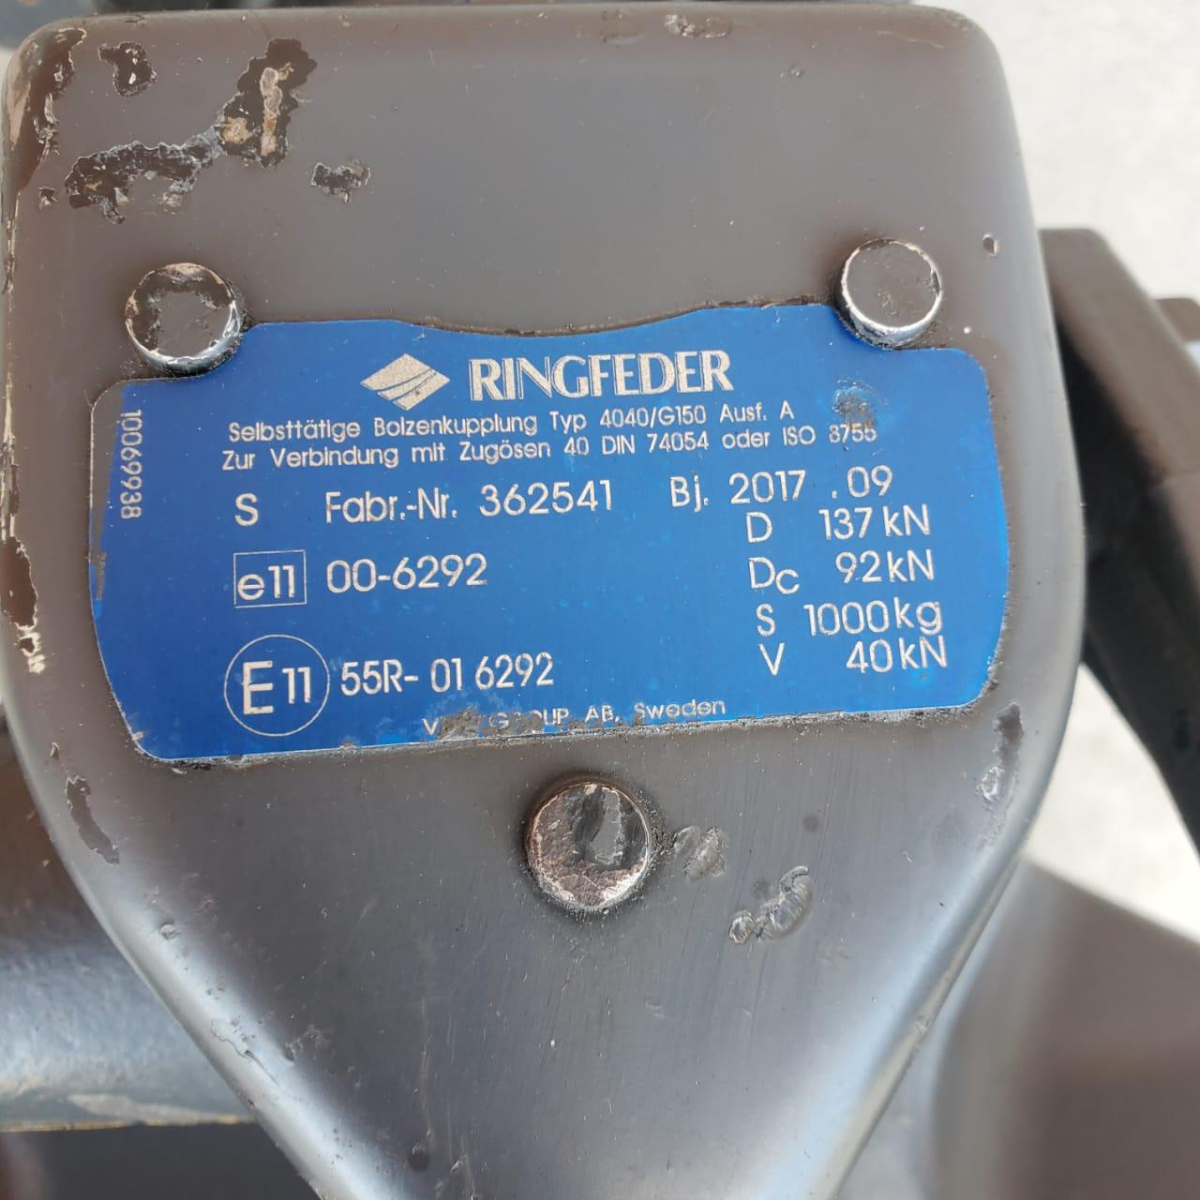 RINGFEDER
Selbsttätige Bolzenkupplung Typ 4040/G150 Ausf. A
Zur Verbindung mit Zugösen 40 DIN 74054 oder ISO 8755
10069938
S Fabr.-Nr. 362541 Bj. 2017 .09
D 137 kN
e11 00-6292
DC 92 kN
S 1000 kg
E11 55R- 01 6292
V 40 kN
AB, Sweden